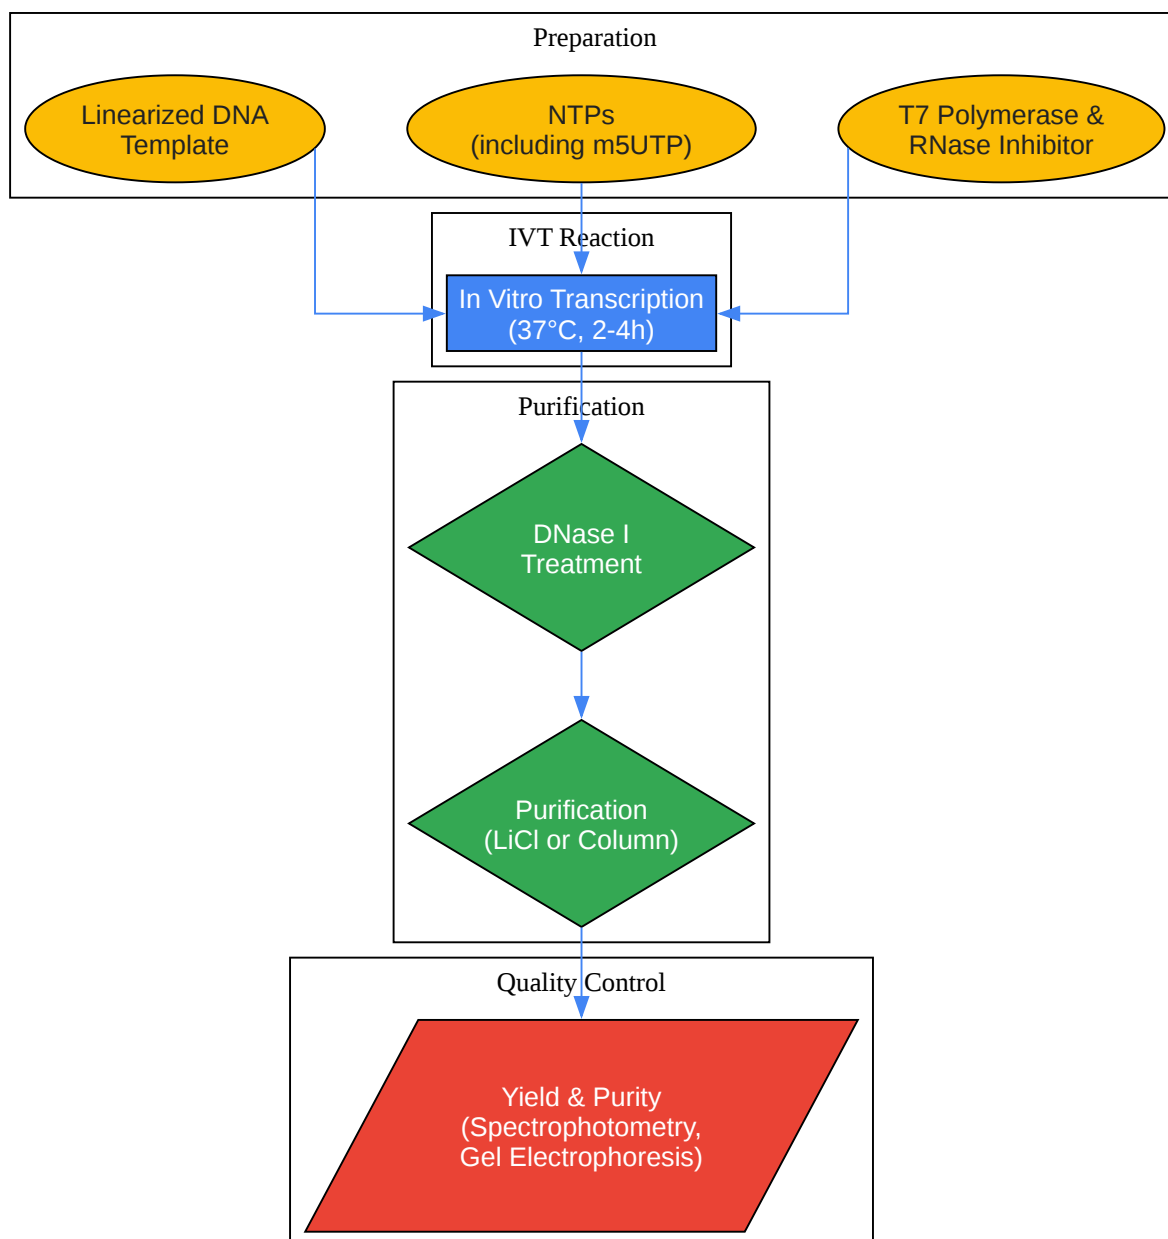 Preparation
Linearized DNA
Template
NTPs
(including m5UTP)
T7 Polymerase &
RNase Inhibitor
IVT Reaction
In Vitro Transcription
(37°C, 2-4h)
Purification
DNase I
Treatment
Purification
(LiCl or Column)
Quality Control
Yield & Purity
(Spectrophotometry,
Gel Electrophoresis)